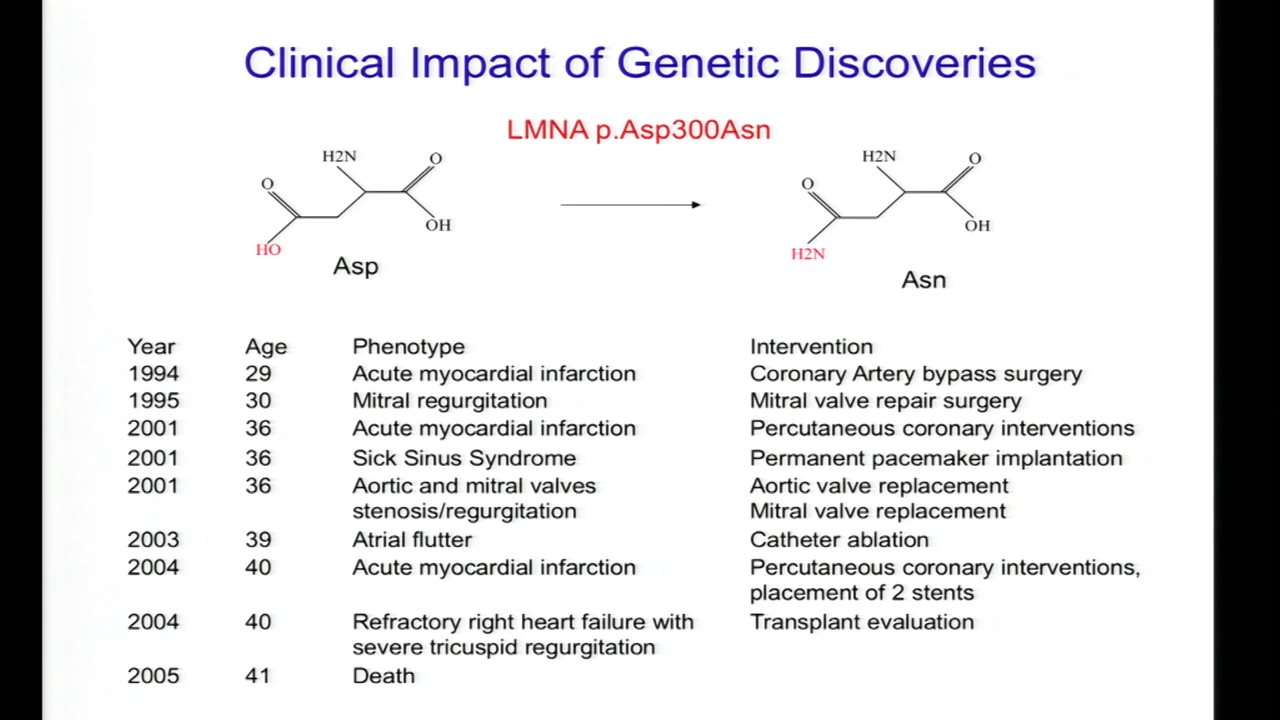 Clinical Impact of Genetic Discoveries
LMNA p.Asp300Asn
H2N
O
O
OH
HO
Asp
H2N
O
O
OH
H2N
Asn
Year Age Phenotype Intervention
1994 29 Acute myocardial infarction Coronary Artery bypass surgery
1995 30 Mitral regurgitation Mitral valve repair surgery
2001 36 Acute myocardial infarction Percutaneous coronary interventions
2001 36 Sick Sinus Syndrome Permanent pacemaker implantation
2001 36 Aortic and mitral valves Aortic valve replacement
stenosis/regurgitation Mitral valve replacement
2003 39 Atrial flutter Catheter ablation
2004 40 Acute myocardial infarction Percutaneous coronary interventions,
placement of 2 stents
2004 40 Refractory right heart failure with Transplant evaluation
severe tricuspid regurgitation
2005 41 Death